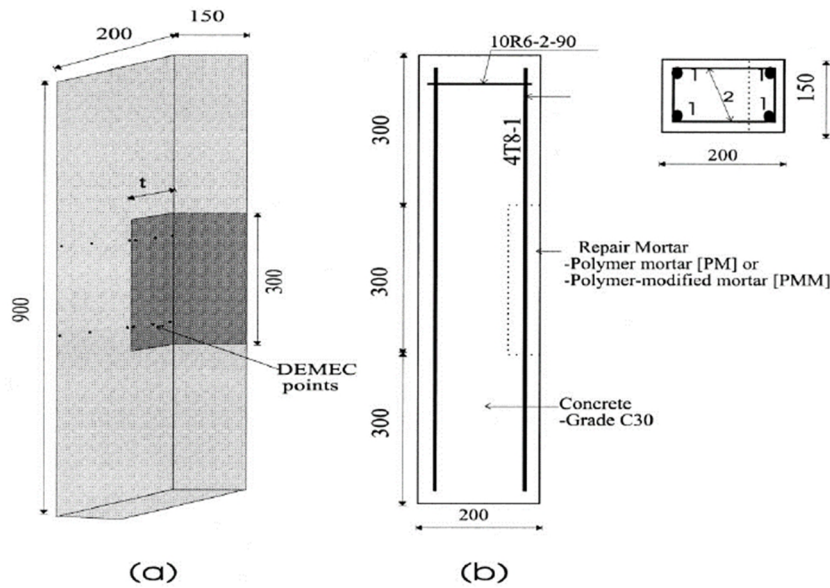 200
150
t
900
300
DEMEC
points
(a)
10R6-2-90
300
300
300
4T8-1
Repair Mortar
-Polymer mortar [PM] or
-Polymer-modified mortar [PMM]
Concrete
-Grade C30
200
(b)
1
1
1
1
2
150
200